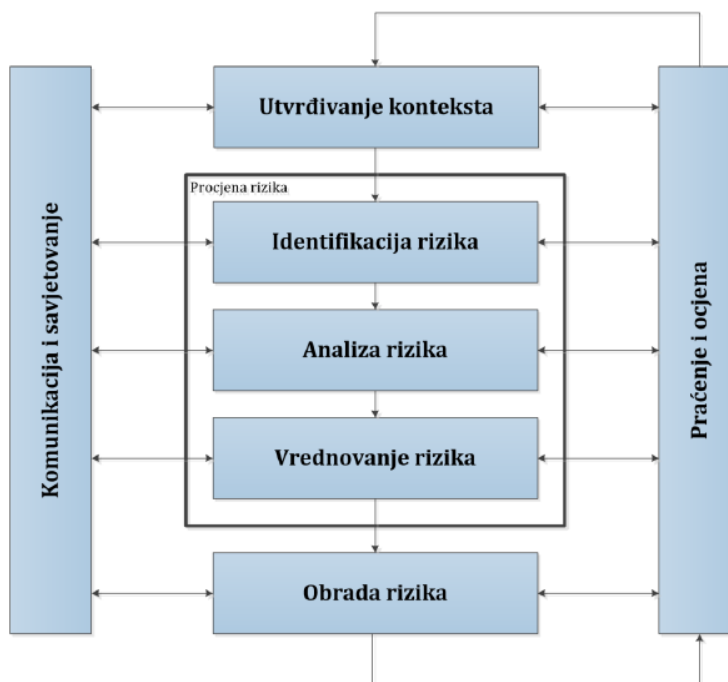 Utvrđivanje konteksta
Procjena rizika
Identifikacija rizika
Analiza rizika
Vrednovanje rizika
Obrada rizika
Komunikacija i savjetovanje
Praćenje i ocjena